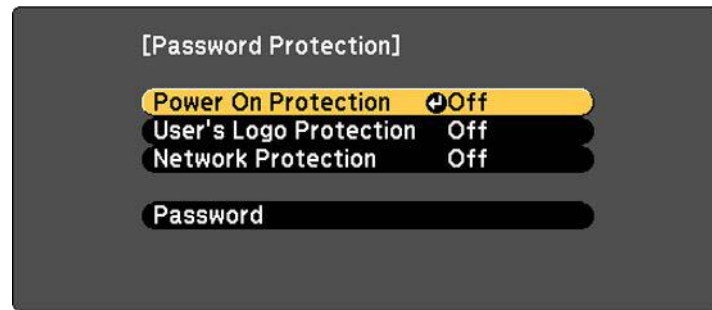 [Password Protection]
Power On Protection Off
User's Logo Protection Off
Network Protection Off
Password